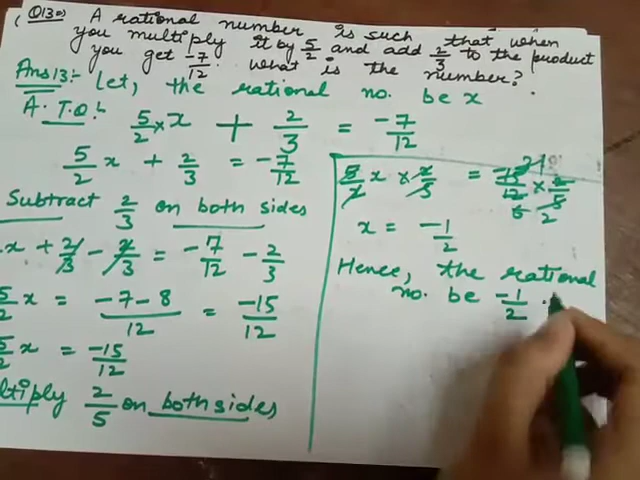 (Q13.) A rational number is such that when
you multiply it by 5/2 and add 2/3 to the product
you get -7/12. What is the number?
Ans 13:- Let, the rational no. be x
A.T.Q:-
5/2 × x + 2/3 = -7/12
5/2 x + 2/3 = -7/12
Subtract 2/3 on both sides
x + 2/3 - 2/3 = -7/12 - 2/3
5/2 x = -7-8/12 = -15/12
5/2 x = -15/12
ltiply 2/5 on both sides
5/2 x × 2/5 = -15/12 × 2/5
x = -1/2
Hence, the rational
no. be -1/2 .